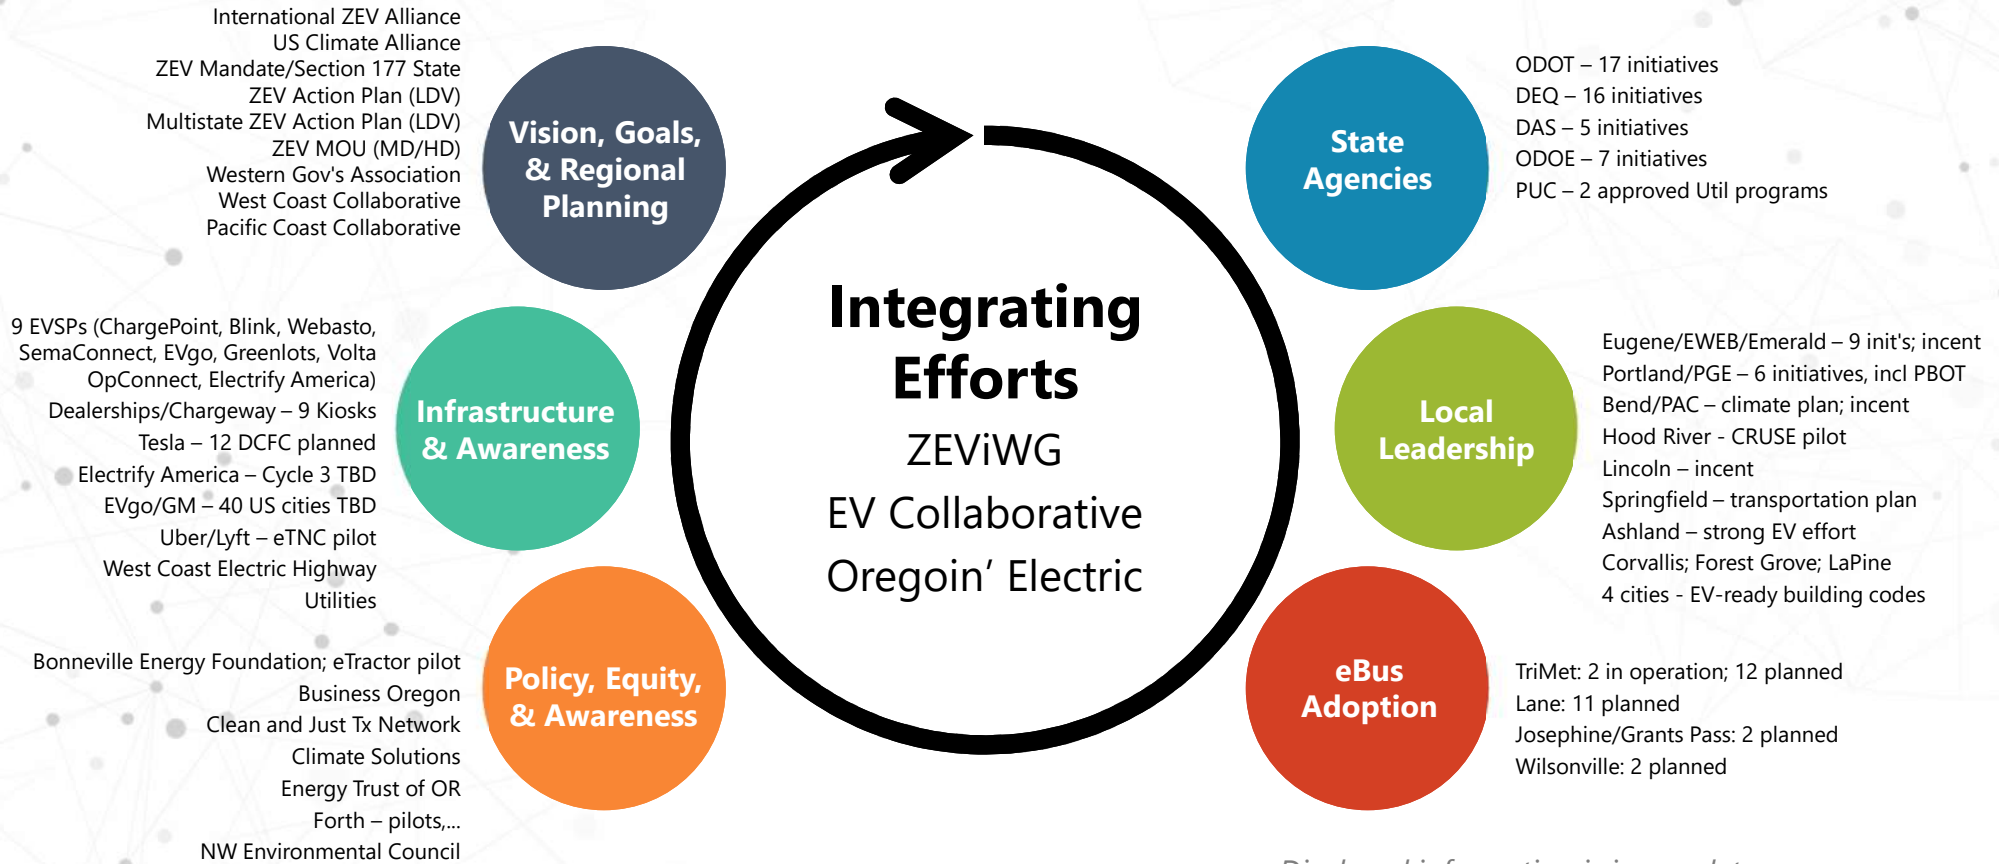 International ZEV Alliance
US Climate Alliance
ZEV Mandate/Section 177 State
ZEV Action Plan (LDV)
Multistate ZEV Action Plan (LDV)
ZEV MOU (MD/HD)
Western Gov's Association
West Coast Collaborative
Pacific Coast Collaborative
Vision, Goals,
& Regional
Planning
9 EVSPs (ChargePoint, Blink, Webasto,
SemaConnect, EVgo, Greenlots, Volta
OpConnect, Electrify America)
Dealerships/Chargeway – 9 Kiosks
Tesla – 12 DCFC planned
Electrify America – Cycle 3 TBD
EVgo/GM – 40 US cities TBD
Uber/Lyft – eTNC pilot
West Coast Electric Highway
Utilities
Infrastructure
& Awareness
Bonneville Energy Foundation; eTractor pilot
Business Oregon
Clean and Just Tx Network
Climate Solutions
Energy Trust of OR
Forth – pilots,...
NW Environmental Council
Policy, Equity,
& Awareness
Integrating
Efforts
ZEViWG
EV Collaborative
Oregoin’ Electric
State
Agencies
ODOT – 17 initiatives
DEQ – 16 initiatives
DAS – 5 initiatives
ODOE – 7 initiatives
PUC – 2 approved Util programs
Local
Leadership
Eugene/EWEB/Emerald – 9 init's; incent
Portland/PGE – 6 initiatives, incl PBOT
Bend/PAC – climate plan; incent
Hood River - CRUSE pilot
Lincoln – incent
Springfield – transportation plan
Ashland – strong EV effort
Corvallis; Forest Grove; LaPine
4 cities - EV-ready building codes
eBus
Adoption
TriMet: 2 in operation; 12 planned
Lane: 11 planned
Josephine/Grants Pass: 2 planned
Wilsonville: 2 planned